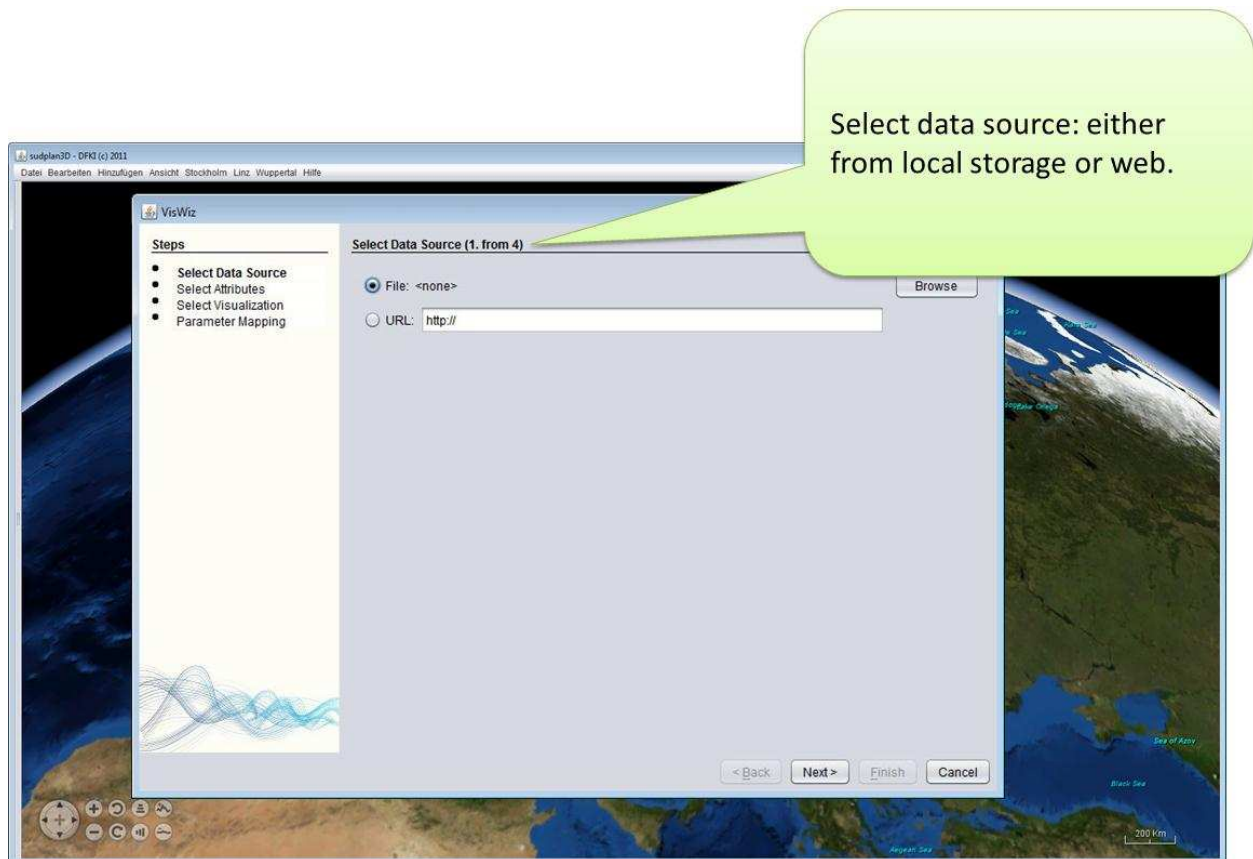 Select data source: either
from local storage or web.
sudplan3D - DFKI (c) 2011
Datei Bearbeiten Hinzufügen Ansicht Stockholm Linz Wuppertal Hilfe
VisWiz
Steps
Select Data Source
Select Attributes
Select Visualization
Parameter Mapping
Select Data Source (1. from 4)
File: <none>
Browse
URL: http://
< Back
Next >
Finish
Cancel
Kara Sea
Sea of Azov
Black Sea
Aegean Sea
200 Km